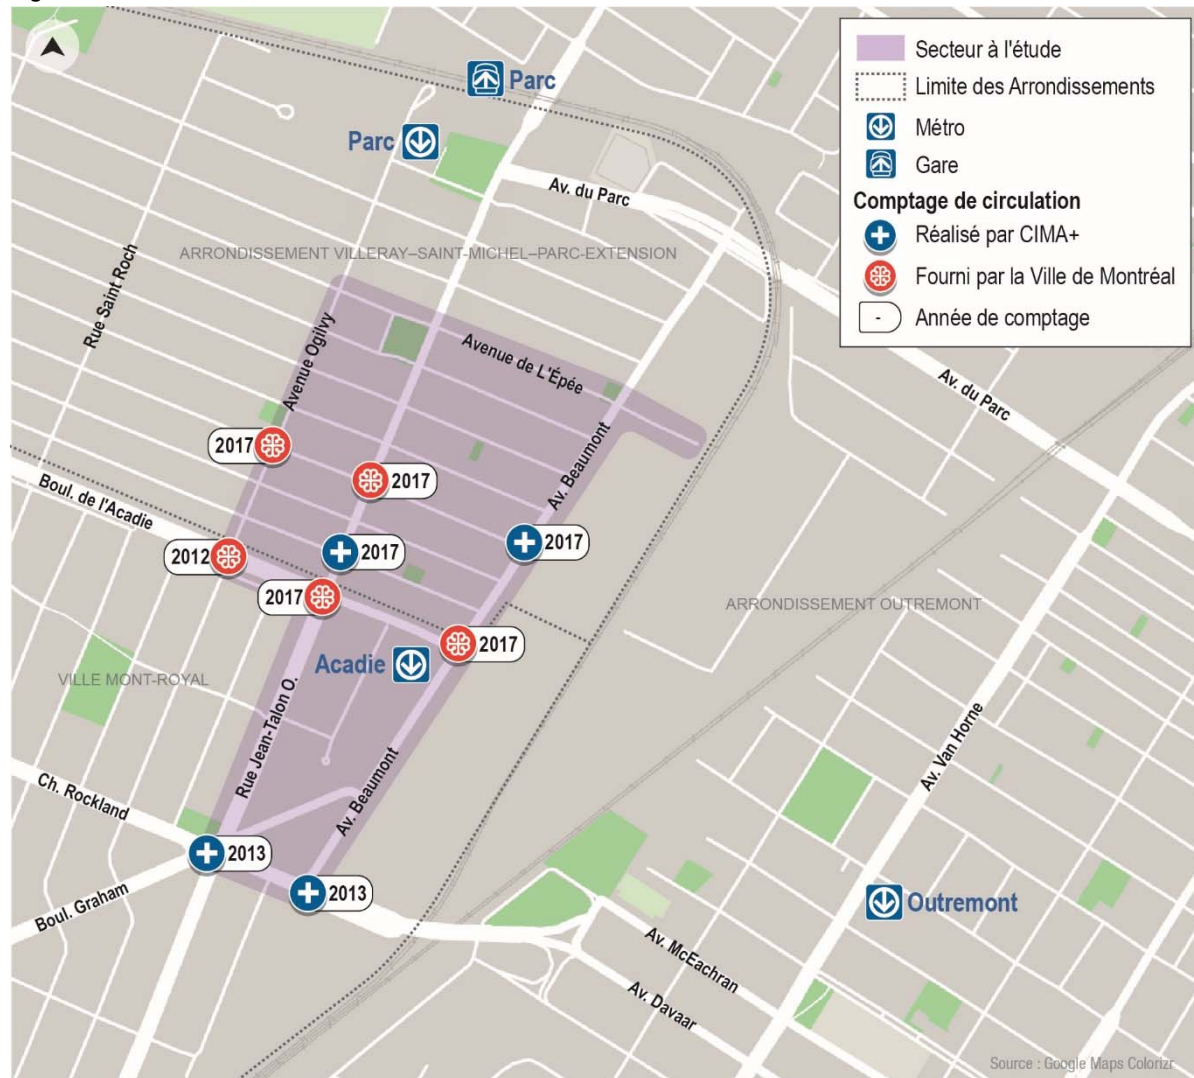 Parc
Parc
Av. du Parc
ARRONDISSEMENT VILLERAY–SAINT-MICHEL–PARC-EXTENSION
Rue Saint Roch
Avenue Ogilvy
Avenue de L'Épée
Av. du Parc
Secteur à l'étude
Limite des Arrondissements
Métro
Gare
Comptage de circulation
Réalisé par CIMA+
Fourni par la Ville de Montréal
- Année de comptage
2017
2017
Av. Beaumont
Boul. de l'Acadie
2012
2017
2017
2017
ARRONDISSEMENT OUTREMONT
2017
Acadie
VILLE MONT-ROYAL
Rue Jean-Talon O.
Av. Beaumont
Av. Van Horne
Ch. Rockland
2013
2013
Boul. Graham
Outremont
Av. McEachran
Av. Davaar
Source : Google Maps Colorizr